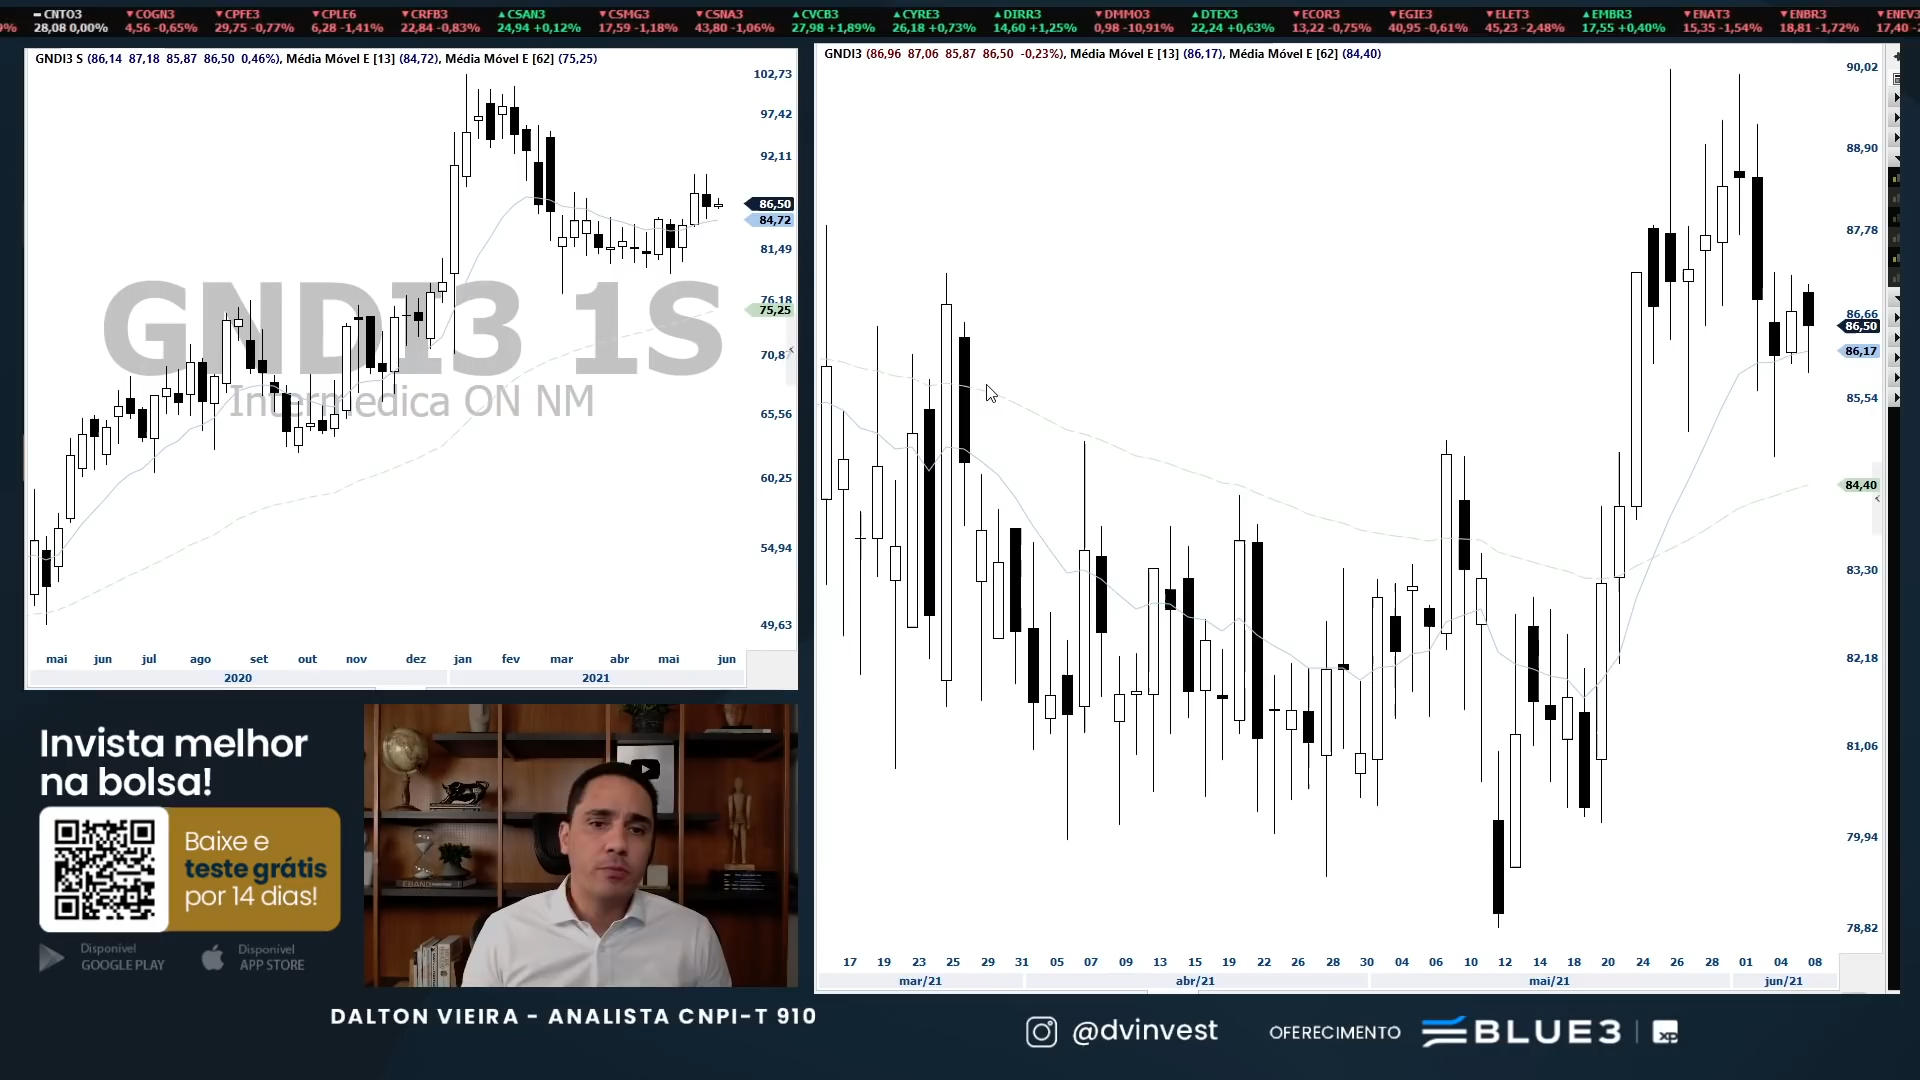 9% CNTO3 COGN3 CPFE3 CPLE6 CRFB3 CSAN3 CSMG3 CSNA3 CVCB3 CYRE3 DIRR3 DMMO3 DTEX3 ECOR3 EGIE3 ELET3 EMBR3 ENAT3 ENBR3 ENEV3
28,08 0,00% 4,56 -0,65% 29,75 -0,77% 6,28 -1,41% 22,84 -0,83% 24,94 +0,12% 17,59 -1,18% 43,80 -1,06% 27,98 +1,89% 26,18 +0,73% 14,60 +1,25% 0,98 -10,91% 22,24 +0,63% 13,22 -0,75% 40,95 -0,61% 45,23 -2,48% 17,55 +0,40% 15,35 -1,54% 18,81 -1,72% 17,40
GNDI3 S (86,14 87,18 85,87 86,50 0,46%), Média Móvel E [13] (84,72), Média Móvel E [62] (75,25)
102,73
97,42
92,11
86,50
84,72
81,49
76,18
75,25
70,87
65,56
60,25
54,94
49,63
GNDI3 1S
Intermedica ON NM
mai jun jul ago set out nov dez jan fev mar abr mai jun
2020 2021
GNDI3 (86,96 87,06 85,87 86,50 -0,23%), Média Móvel E [13] (86,17), Média Móvel E [62] (84,40)
90,02
88,90
87,78
86,66
86,50
86,17
85,54
84,40
83,30
82,18
81,06
79,94
78,82
17 19 23 25 29 31 05 07 09 13 15 19 22 26 28 30 04 06 10 12 14 18 20 24 26 28 01 04 08
mar/21 abr/21 mai/21 jun/21
Invista melhor
na bolsa!
Baixe e
teste grátis
por 14 dias!
Disponível
GOOGLE PLAY
Disponível
APP STORE
DALTON VIEIRA - ANALISTA CNPI-T 910
@dvinvest
OFERECIMENTO
BLUE3
xp